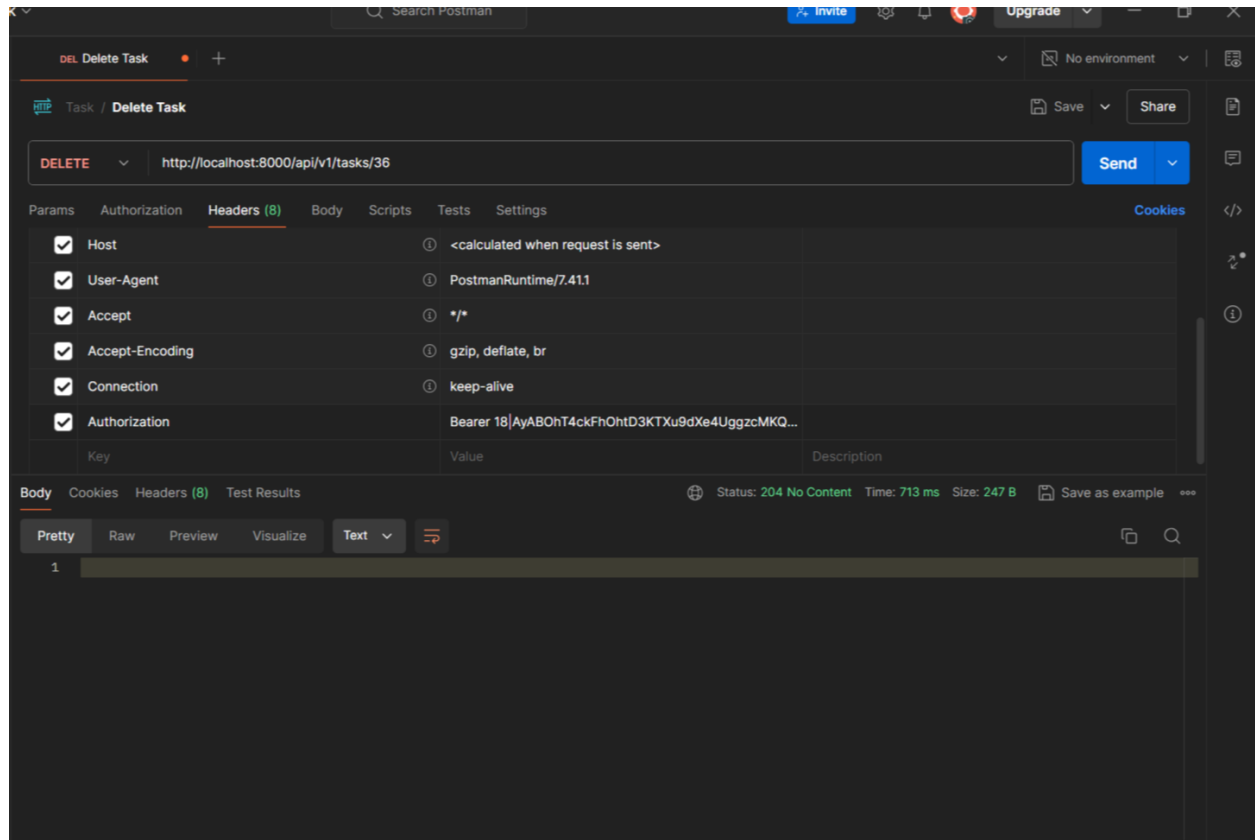 Search Postman Invite Upgrade
DEL Delete Task No environment
HTTP Task / Delete Task Save Share
DELETE http://localhost:8000/api/v1/tasks/36 Send
Params Authorization Headers (8) Body Scripts Tests Settings Cookies
Host <calculated when request is sent>
User-Agent PostmanRuntime/7.41.1
Accept */*
Accept-Encoding gzip, deflate, br
Connection keep-alive
Authorization Bearer 18|AyABOhT4ckFhOhtD3KTXu9dXe4UggzcMKQ...
Key Value Description
Body Cookies Headers (8) Test Results Status: 204 No Content Time: 713 ms Size: 247 B Save as example
Pretty Raw Preview Visualize Text
1